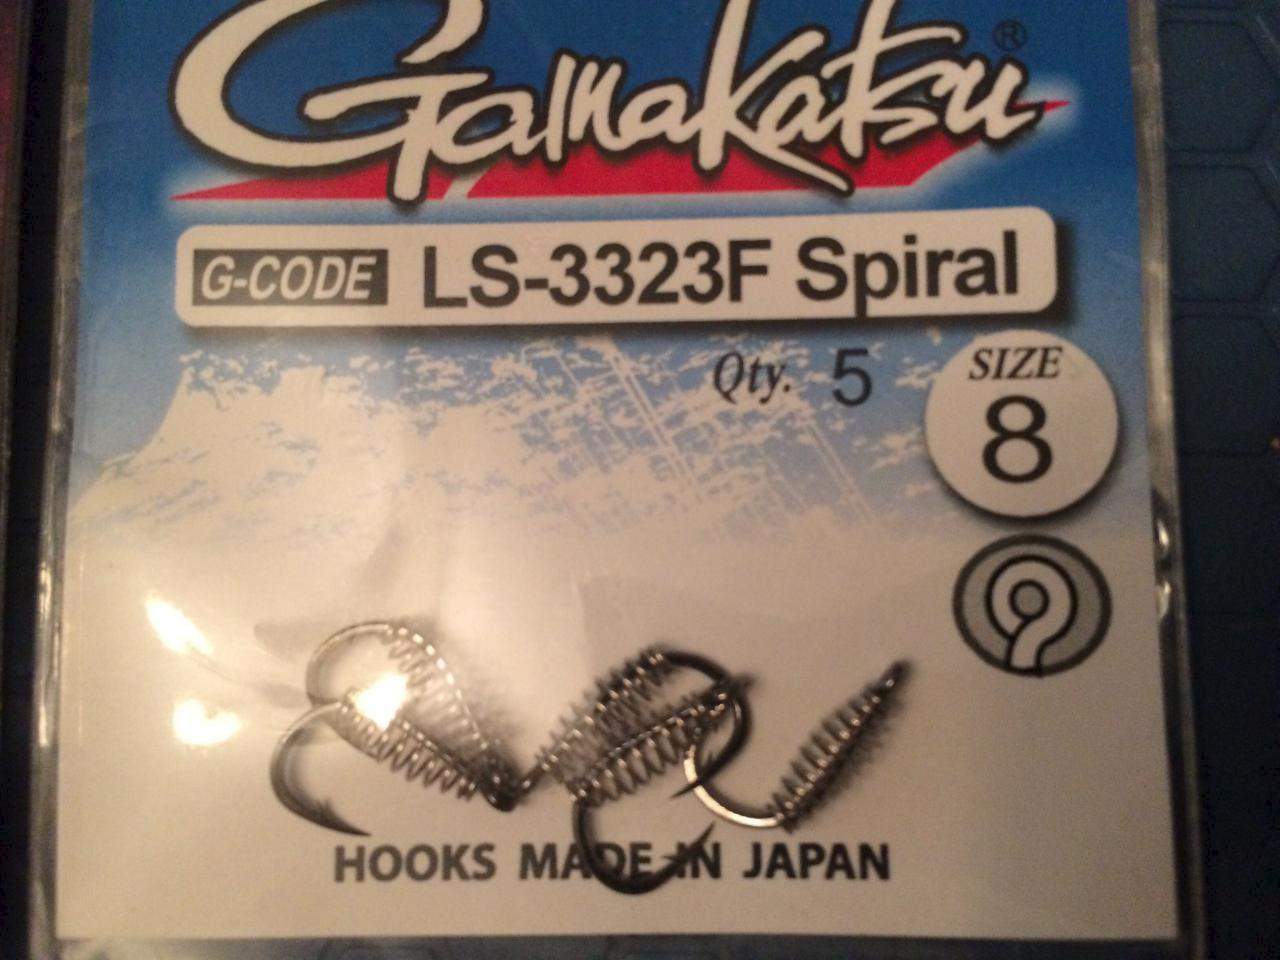 Gamakatsu®
G-CODE LS-3323F Spiral
Qty. 5
SIZE
8
HOOKS MADE IN JAPAN